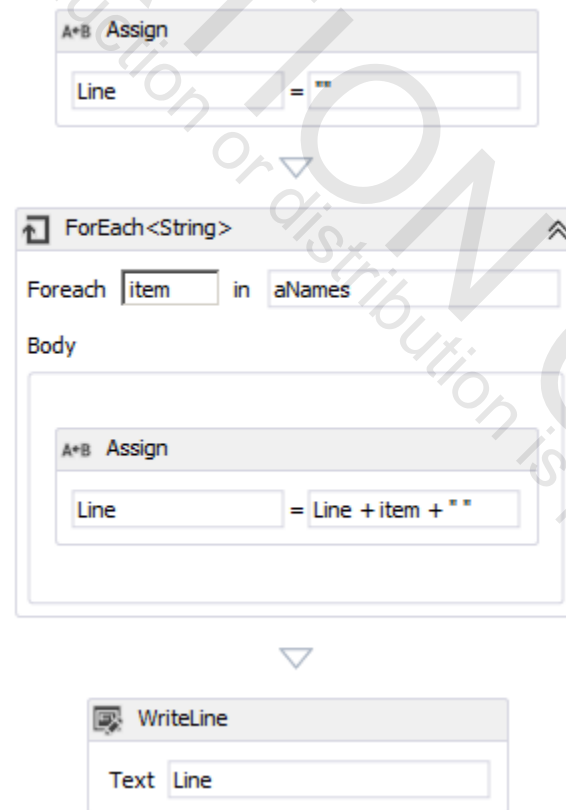 A+B Assign
Line = ""
ForEach<String>
Foreach item in aNames
Body
A+B Assign
Line = Line + item + " "
WriteLine
Text Line